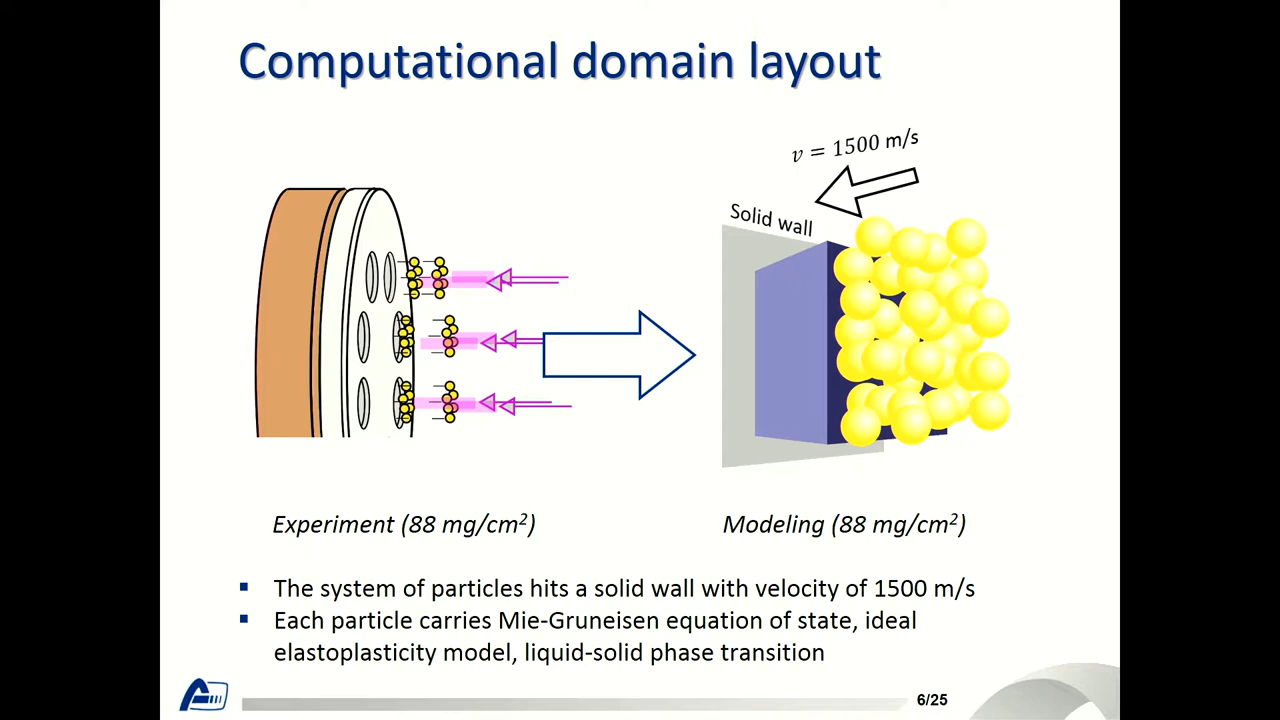 Computational domain layout
v = 1500 m/s
Solid wall
Experiment (88 mg/cm²)
Modeling (88 mg/cm²)
▪ The system of particles hits a solid wall with velocity of 1500 m/s
▪ Each particle carries Mie-Gruneisen equation of state, ideal
elastoplasticity model, liquid-solid phase transition
6/25